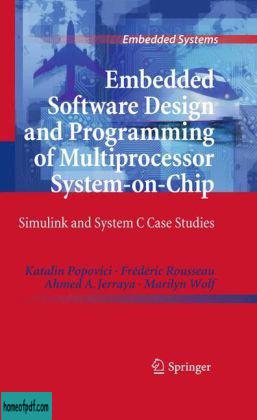 Embedded Systems
Embedded
Software Design
and Programming
of Multiprocessor
System-on-Chip
Simulink and System C Case Studies
Katalin Popovici · Frédéric Rousseau
Ahmed A. Jerraya · Marilyn Wolf
Springer
homeofpdf.com